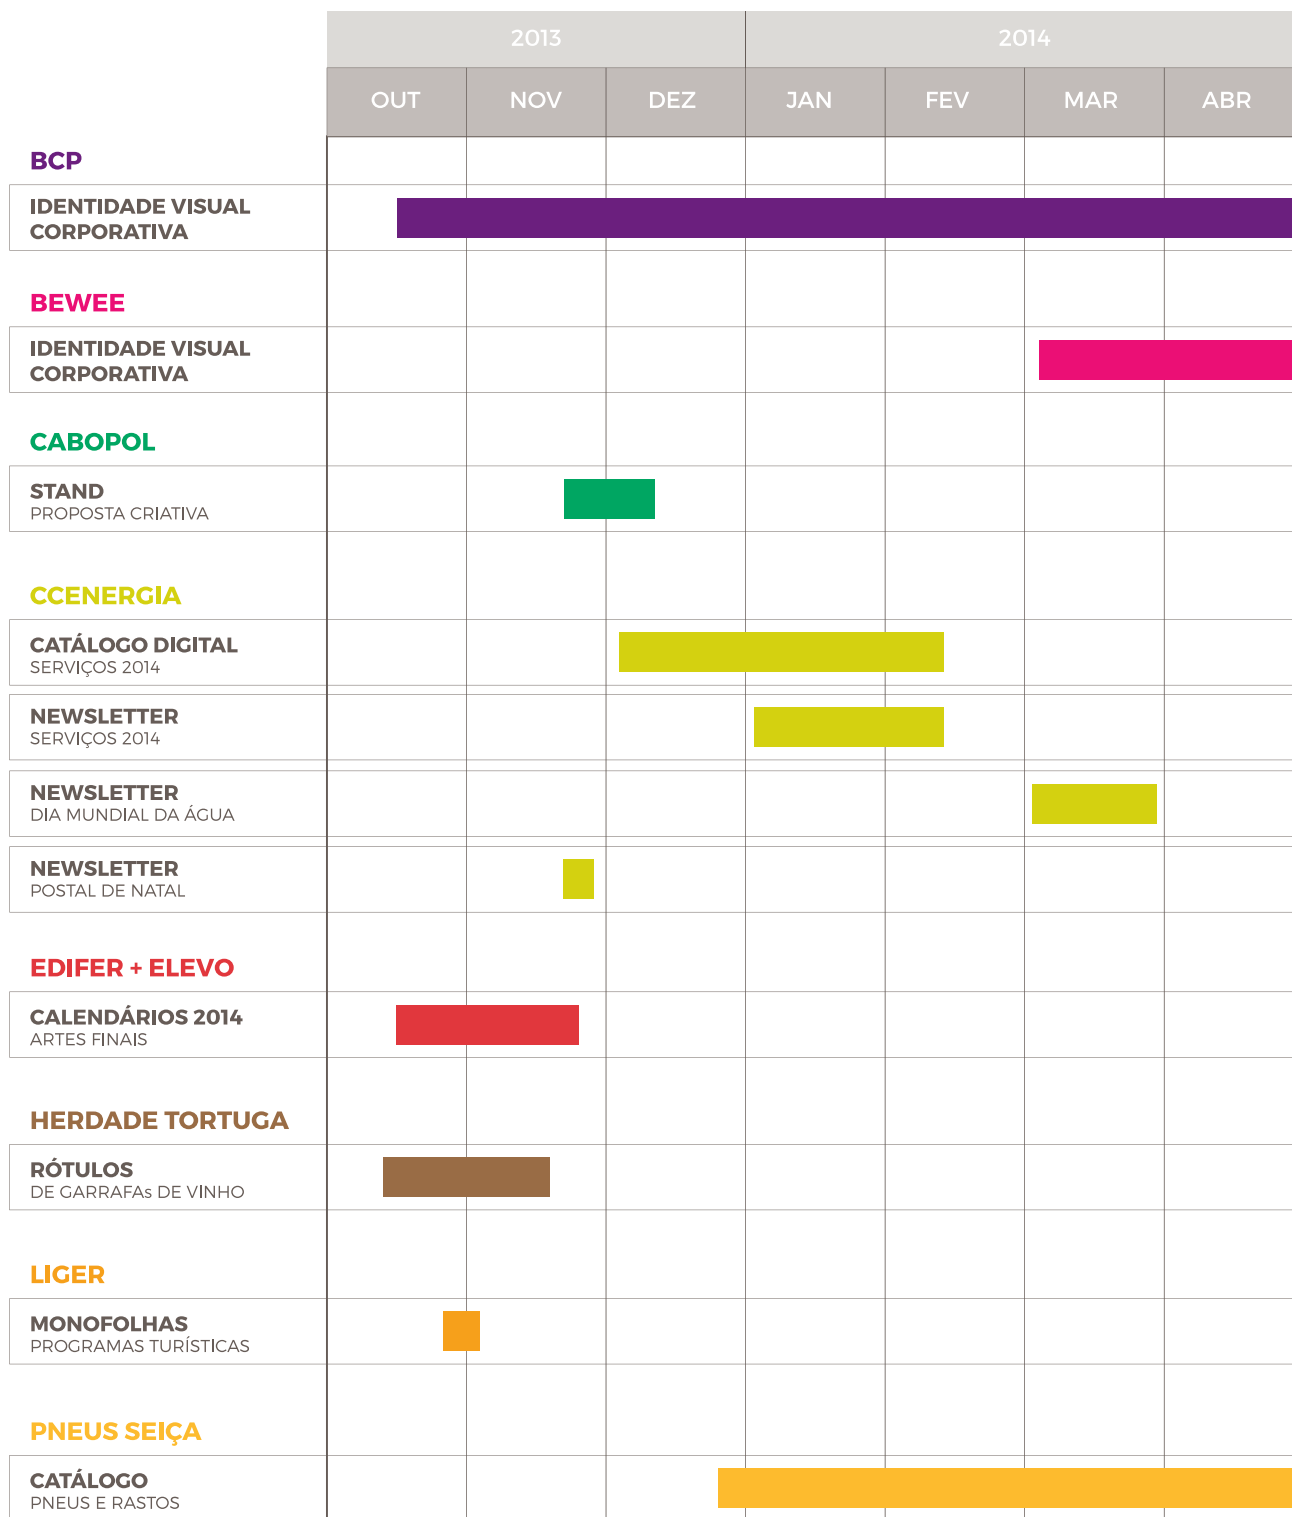 2013 2014
OUT NOV DEZ JAN FEV MAR ABR
BCP
IDENTIDADE VISUAL
CORPORATIVA
BEWEE
IDENTIDADE VISUAL
CORPORATIVA
CABOPOL
STAND
PROPOSTA CRIATIVA
CCENERGIA
CATÁLOGO DIGITAL
SERVIÇOS 2014
NEWSLETTER
SERVIÇOS 2014
NEWSLETTER
DIA MUNDIAL DA ÁGUA
NEWSLETTER
POSTAL DE NATAL
EDIFER + ELEVO
CALENDÁRIOS 2014
ARTES FINAIS
HERDADE TORTUGA
RÓTULOS
DE GARRAFAs DE VINHO
LIGER
MONOFOLHAS
PROGRAMAS TURÍSTICAS
PNEUS SEIÇA
CATÁLOGO
PNEUS E RASTOS